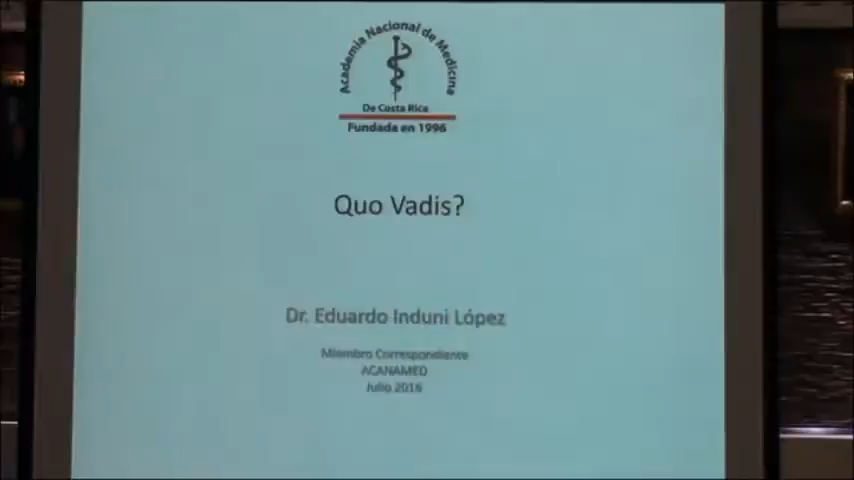 Academia Nacional de Medicina
De Costa Rica
Fundada en 1996
Quo Vadis?
Dr. Eduardo Induni López
Miembro Correspondiente
ACANAMED
Julio 2016